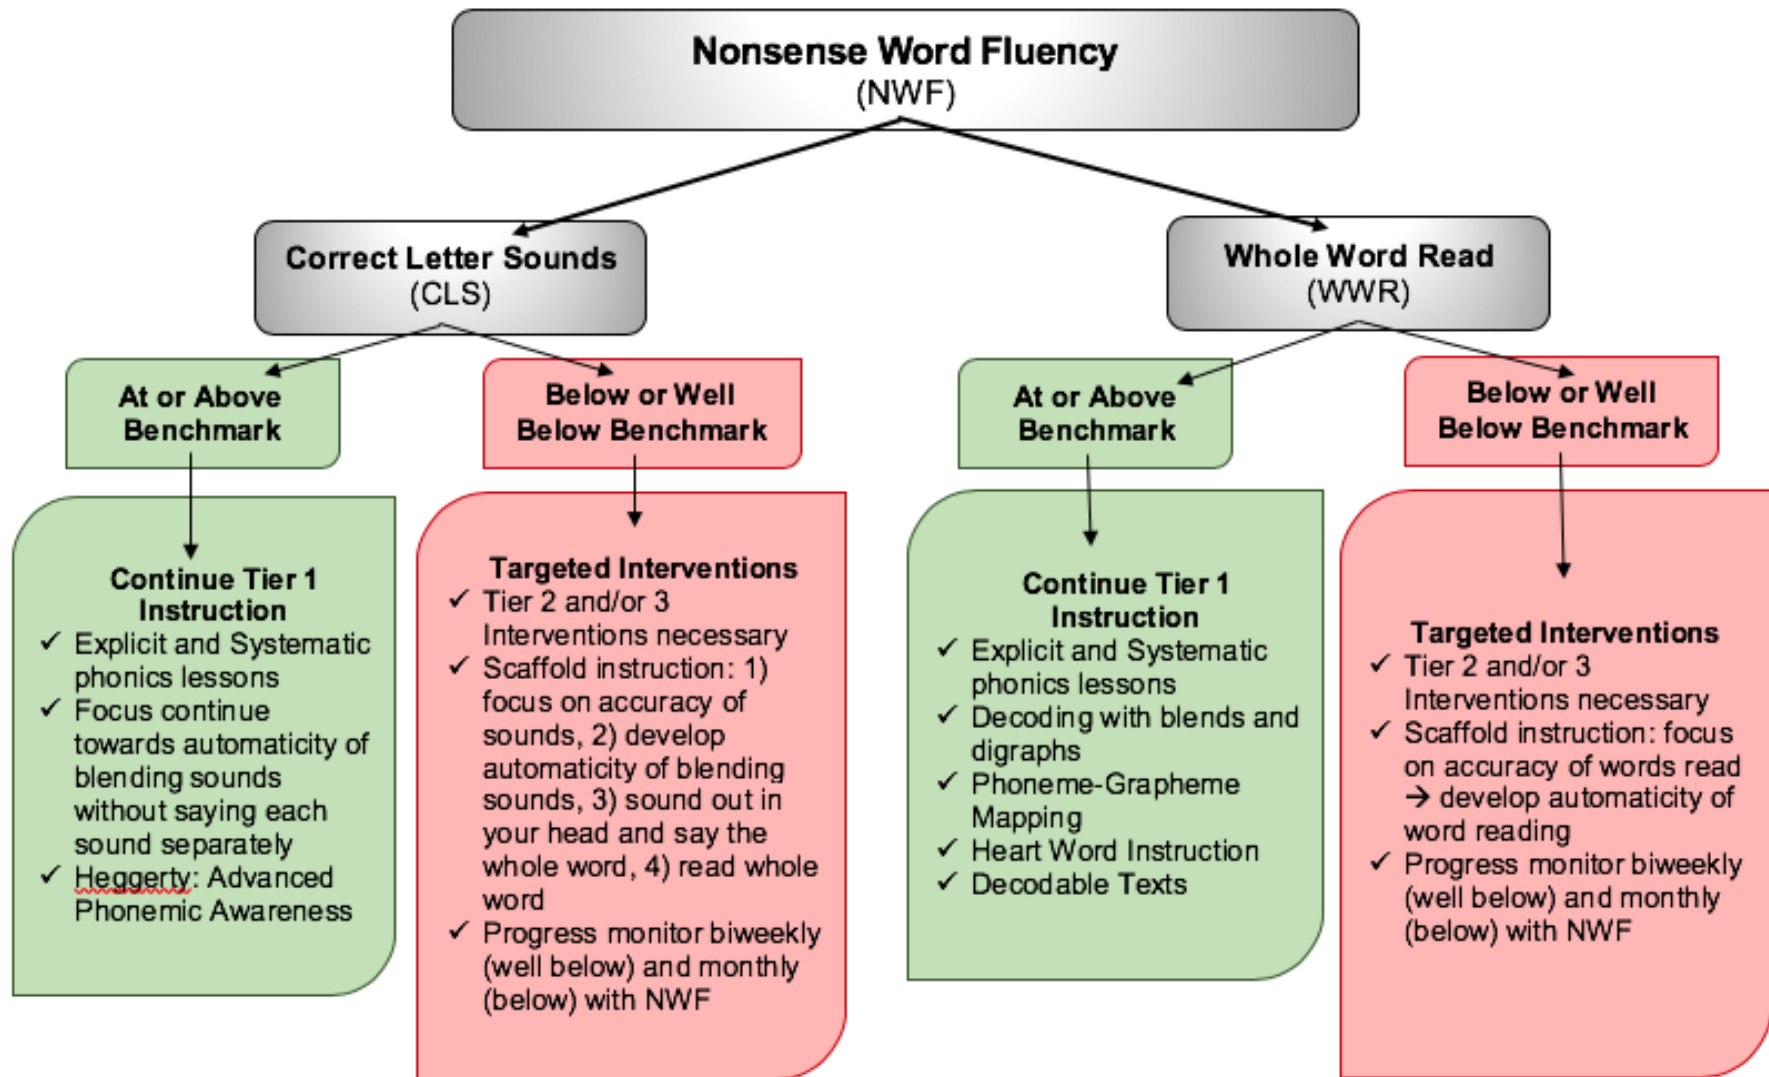 Nonsense Word Fluency
(NWF)
Correct Letter Sounds
(CLS)
Whole Word Read
(WWR)
At or Above
Benchmark
Below or Well
Below Benchmark
At or Above
Benchmark
Below or Well
Below Benchmark
Continue Tier 1
Instruction
✓ Explicit and Systematic
phonics lessons
✓ Focus continue
towards automaticity of
blending sounds
without saying each
sound separately
✓ Heggerty: Advanced
Phonemic Awareness
Targeted Interventions
✓ Tier 2 and/or 3
Interventions necessary
✓ Scaffold instruction: 1)
focus on accuracy of
sounds, 2) develop
automaticity of blending
sounds, 3) sound out in
your head and say the
whole word, 4) read whole
word
✓ Progress monitor biweekly
(well below) and monthly
(below) with NWF
Continue Tier 1
Instruction
✓ Explicit and Systematic
phonics lessons
✓ Decoding with blends and
digraphs
✓ Phoneme-Grapheme
Mapping
✓ Heart Word Instruction
✓ Decodable Texts
Targeted Interventions
✓ Tier 2 and/or 3
Interventions necessary
✓ Scaffold instruction: focus
on accuracy of words read
→ develop automaticity of
word reading
✓ Progress monitor biweekly
(well below) and monthly
(below) with NWF